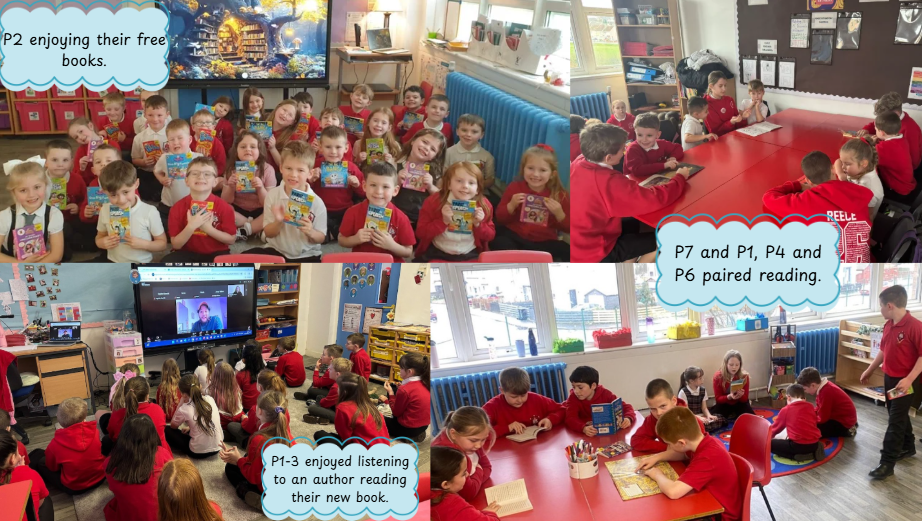 P2 enjoying their free
books.
P7 and P1, P4 and
P6 paired reading.
REELE
P1-3 enjoyed listening
to an author reading
their new book.